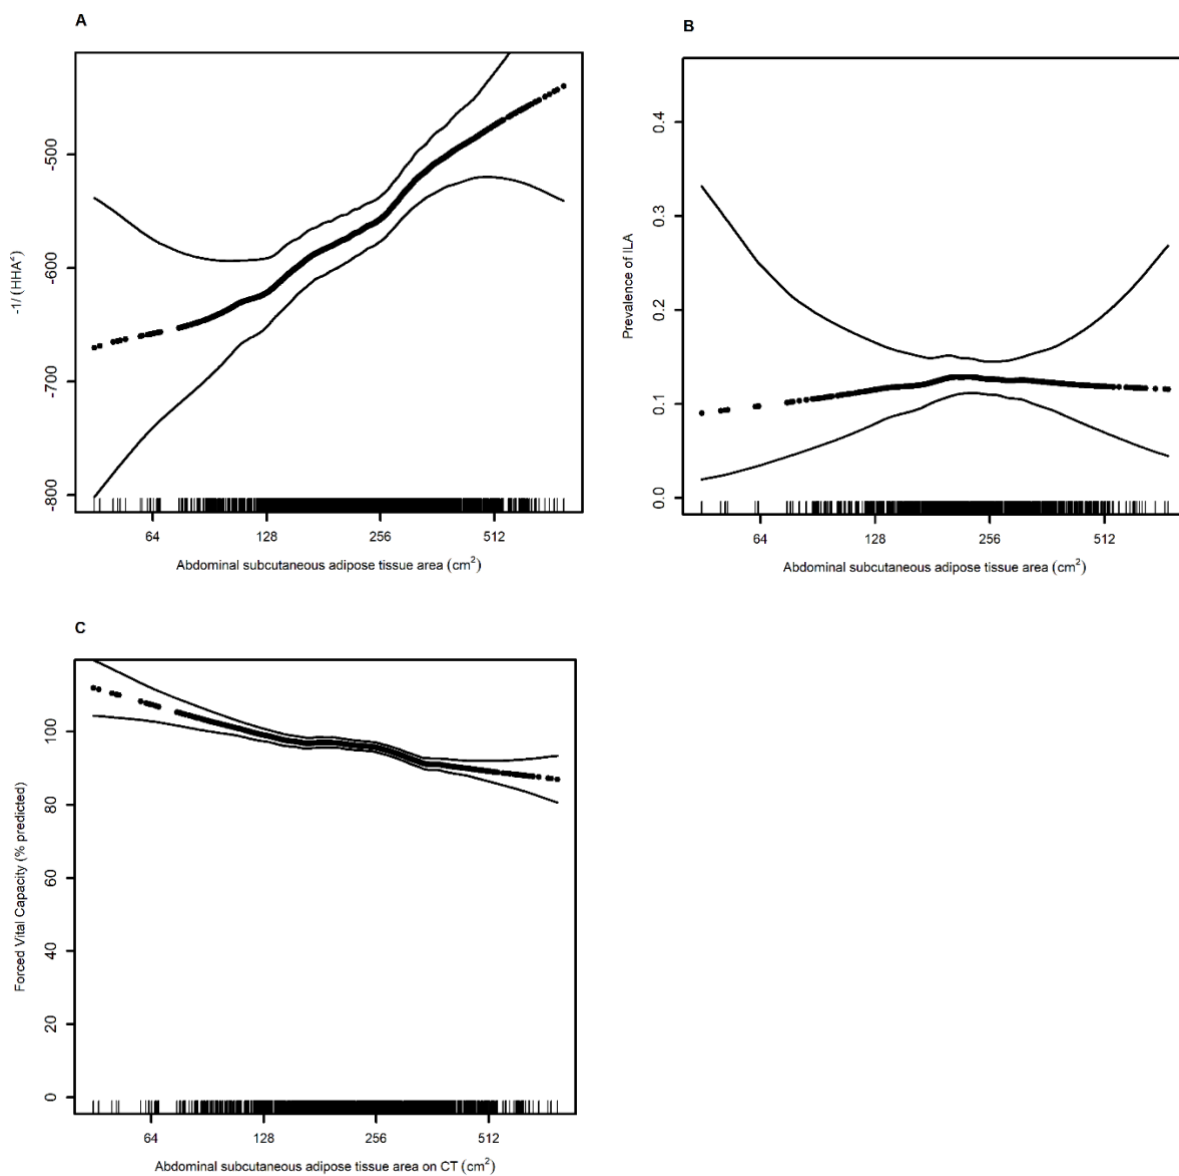 A
-500
-600
-700
-800
-1/ (HHA²)
64 128 256 512
Abdominal subcutaneous adipose tissue area (cm²)
B
0.4
0.3
0.2
0.1
0.0
Prevalence of ILA
64 128 256 512
Abdominal subcutaneous adipose tissue area (cm²)
C
100
80
60
40
20
0
Forced Vital Capacity (% predicted)
64 128 256 512
Abdominal subcutaneous adipose tissue area on CT (cm²)